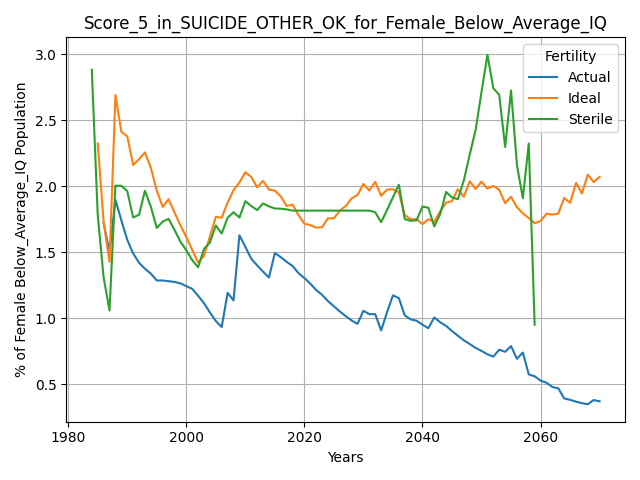 Score_5_in_SUICIDE_OTHER_OK_for_Female_Below_Average_IQ
% of Female Below_Average_IQ Population
3.0
2.5
2.0
1.5
1.0
0.5
Fertility
Actual
Ideal
Sterile
1980 2000 2020 2040 2060
Years